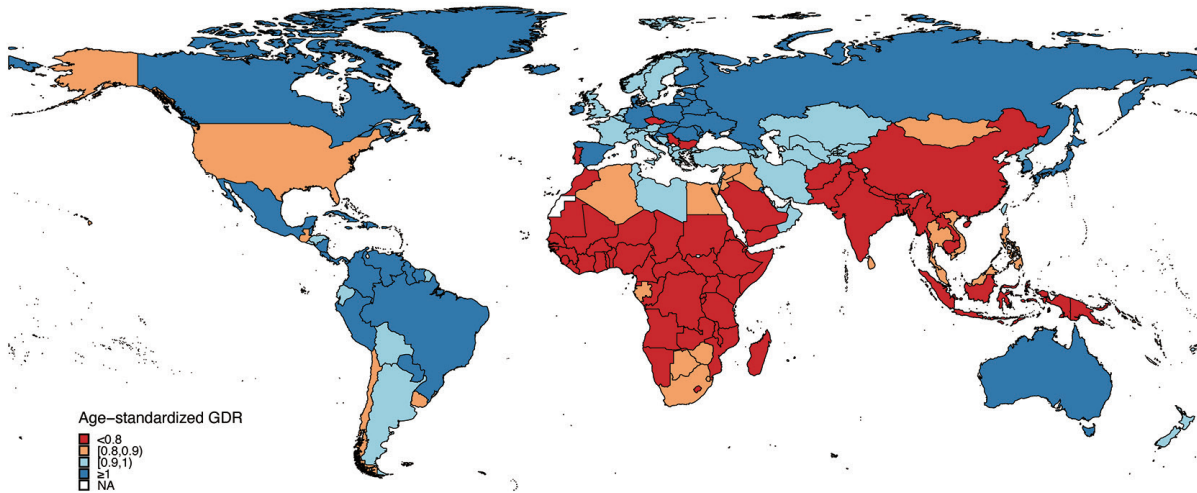 Age−standardized GDR
<0.8
[0.8,0.9)
[0.9,1)
≥1
NA